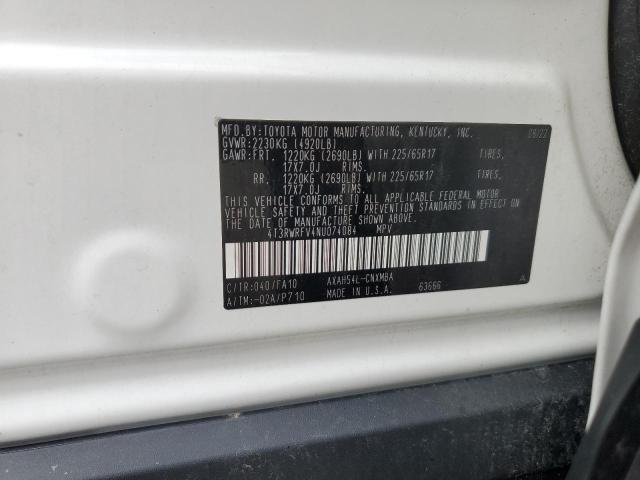 MFD.BY:TOYOTA MOTOR MANUFACTURING, KENTUCKY, INC. 08/22
GVWR:2230KG (4920LB)
GAWR:FRT. 1220KG (2690LB) WITH 225/65R17 TIRES,
17X7.0J RIMS.
RR. 1220KG (2690LB) WITH 225/65R17 TIRES,
17X7.0J RIMS.
THIS VEHICLE CONFORMS TO ALL APPLICABLE FEDERAL MOTOR
VEHICLE SAFETY AND THEFT PREVENTION STANDARDS IN EFFECT
ON THE DATE OF MANUFACTURE SHOWN ABOVE.
4T3RWRFV4NU074084 MPV
C/TR:040/FA10 AXAH54L-CNXMBA
A/TM:-02A/P710 MADE IN U.S.A. 63666